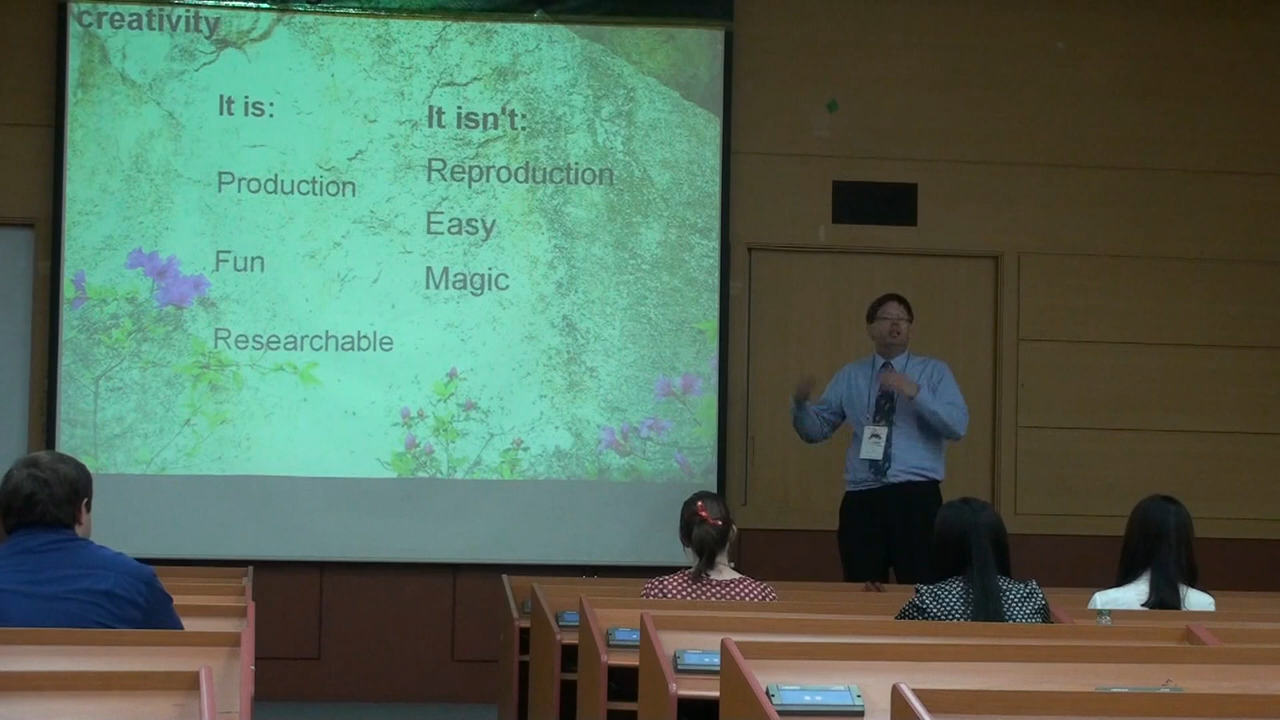 creativity
It is:
Production
Fun
Researchable
It isn't:
Reproduction
Easy
Magic